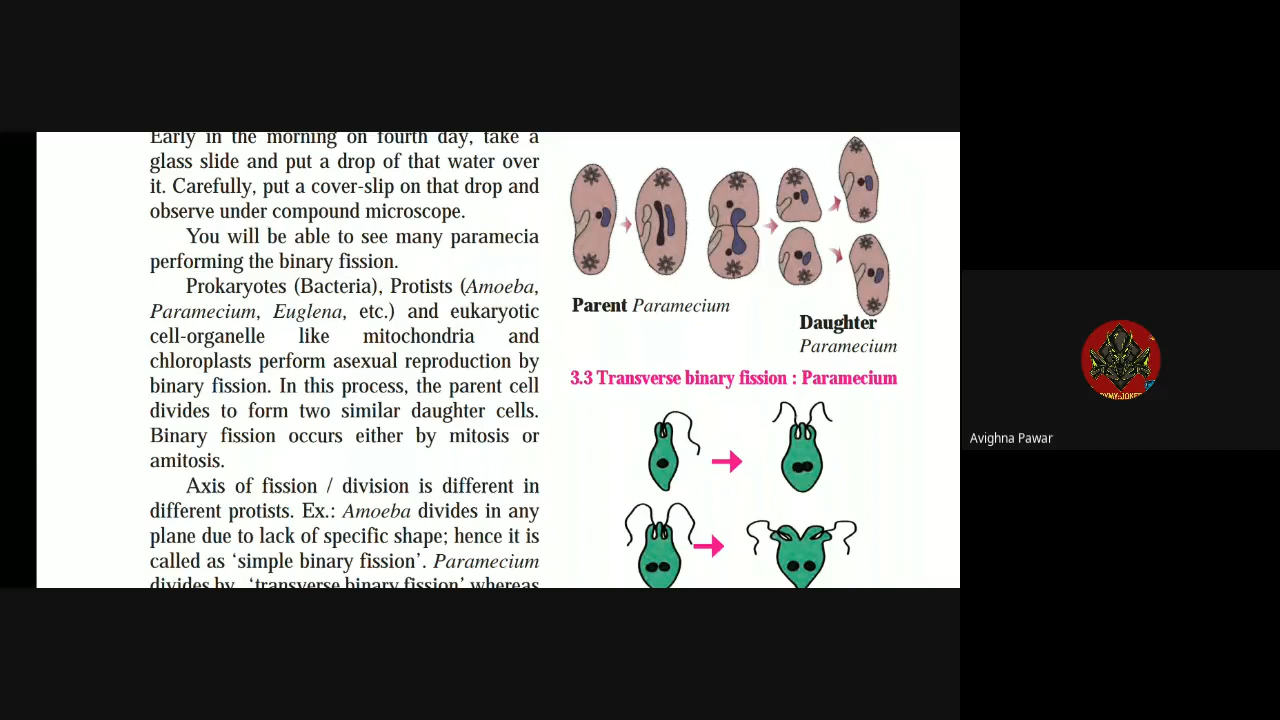 Early in the morning on fourth day, take a
glass slide and put a drop of that water over
it. Carefully, put a cover-slip on that drop and
observe under compound microscope.
You will be able to see many paramecia
performing the binary fission.
Prokaryotes (Bacteria), Protists (Amoeba,
Paramecium, Euglena, etc.) and eukaryotic
cell-organelle like mitochondria and
chloroplasts perform asexual reproduction by
binary fission. In this process, the parent cell
divides to form two similar daughter cells.
Binary fission occurs either by mitosis or
amitosis.
Axis of fission / division is different in
different protists. Ex.: Amoeba divides in any
plane due to lack of specific shape; hence it is
called as ‘simple binary fission’. Paramecium
divides by ‘transverse binary fission’ whereas
Parent Paramecium
Daughter
Paramecium
3.3 Transverse binary fission : Paramecium
Avighna Pawar